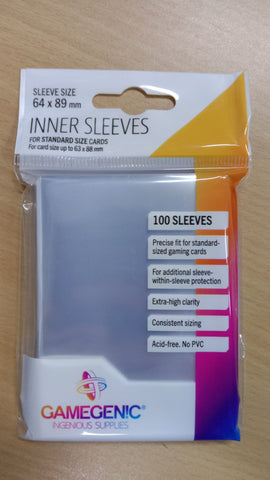 SLEEVE SIZE
64 x 89 mm
INNER SLEEVES
FOR STANDARD SIZE CARDS
For card size up to 63 x 88 mm
100 SLEEVES
Precise fit for standard-
sized gaming cards
For additional sleeve-
within-sleeve protection
Extra-high clarity
Consistent sizing
Acid-free. No PVC
GAMEGENIC®
INGENIOUS SUPPLIES